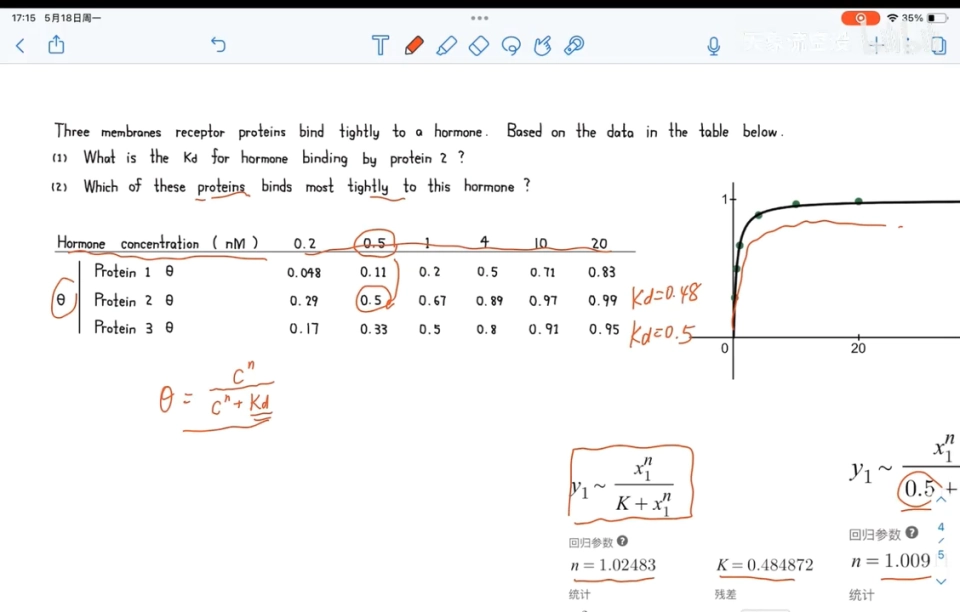 17:15 5月18日周一
35%
Three membranes receptor proteins bind tightly to a hormone. Based on the data in the table below.
(1) What is the Kd for hormone binding by protein 2 ?
(2) Which of these proteins binds most tightly to this hormone ?
Hormone concentration ( nM ) 0.2 0.5 1 4 10 20
Protein 1 θ 0.048 0.11 0.2 0.5 0.71 0.83
θ Protein 2 θ 0.29 0.5 0.67 0.89 0.97 0.99 Kd=0.48
Protein 3 θ 0.17 0.33 0.5 0.8 0.91 0.95 Kd=0.5
1
0 20
θ = C^n / (C^n + Kd)
y₁ ~ x₁^n / (K + x₁^n)
y₁ ~ x₁^n / (0.5 +
回归参数 ?
n = 1.02483 K = 0.484872
统计 残差
回归参数 ? 4
n = 1.009 5
统计